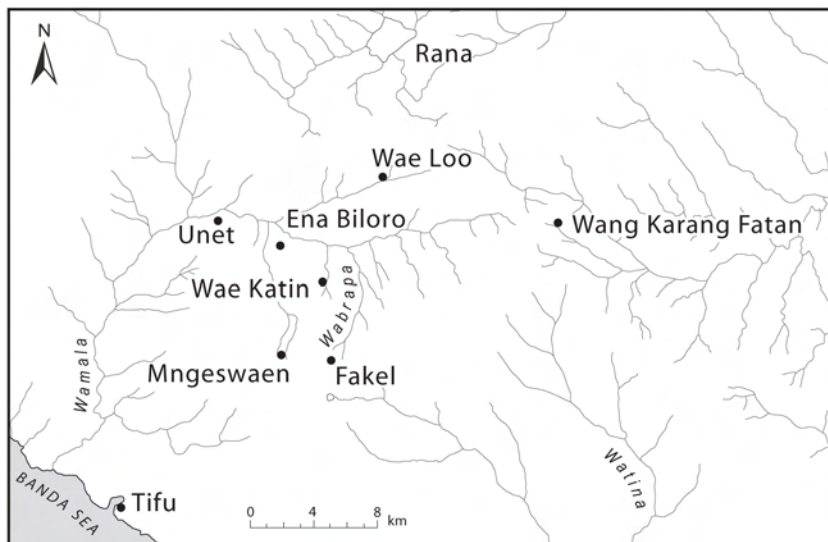 N
Rana
Wae Loo
Ena Biloro
Unet
Wang Karang Fatan
Wae Katin
Wabrapa
Wamala
Mngeswaen
Fakel
Watina
BANDA SEA
Tifu
0 4 8
km